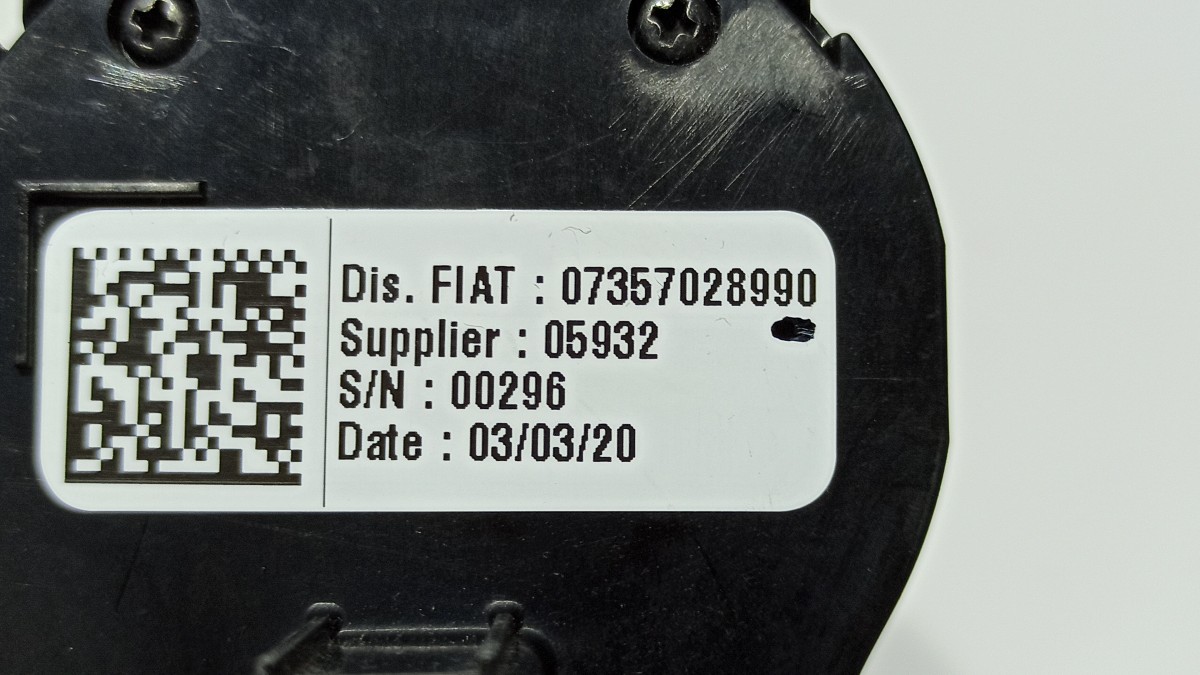 Dis. FIAT : 07357028990
Supplier : 05932
S/N : 00296
Date : 03/03/20